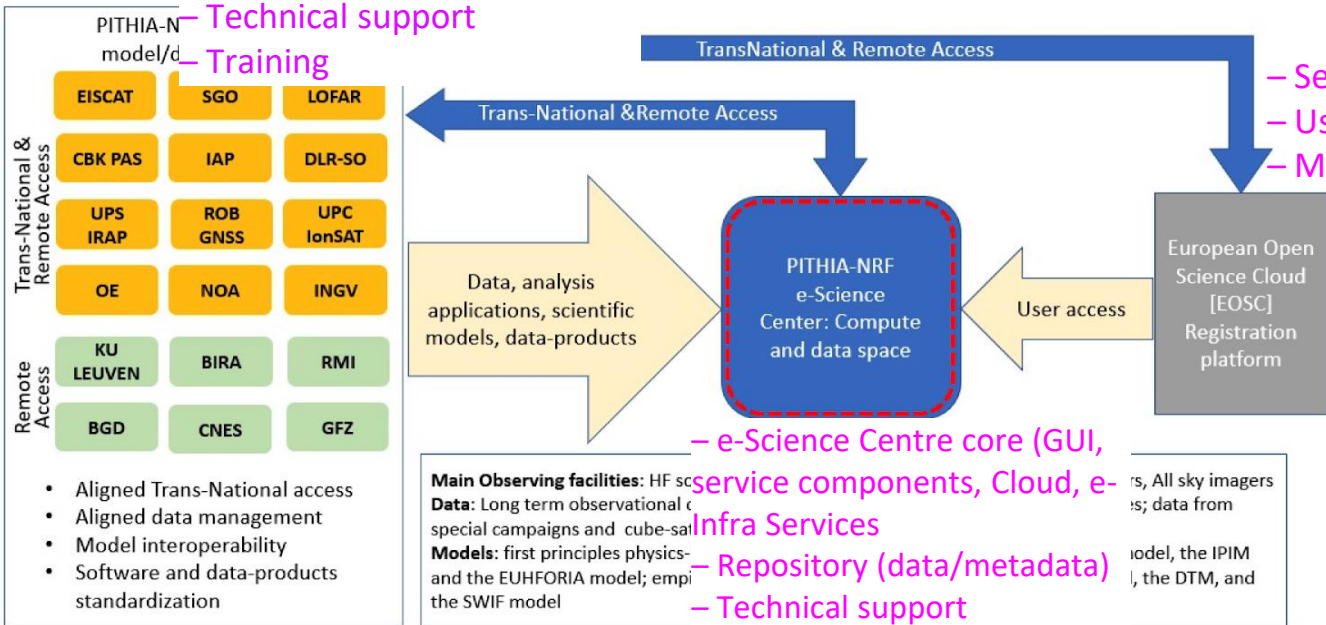 PITHIA-N
model/d
– Technical support
– Training
EISCAT
SGO
LOFAR
CBK PAS
IAP
DLR-SO
UPS
IRAP
ROB
GNSS
UPC
IonSAT
OE
NOA
INGV
Trans-National &
Remote Access
KU
LEUVEN
BIRA
RMI
BGD
CNES
GFZ
Remote
Access
• Aligned Trans-National access
• Aligned data management
• Model interoperability
• Software and data-products
standardization
TransNational & Remote Access
Trans-National &Remote Access
– Se
– Us
– M
Data, analysis
applications, scientific
models, data-products
PITHIA-NRF
e-Science
Center: Compute
and data space
User access
European Open
Science Cloud
[EOSC]
Registration
platform
– e-Science Centre core (GUI,
service components, Cloud, e-
Infra Services
– Repository (data/metadata)
– Technical support
Main Observing facilities: HF so rs, All sky imagers
Data: Long term observational es; data from
special campaigns and cube-sat
Models: first principles physics- model, the IPIM
and the EUHFORIA model; empi , the DTM, and
the SWIF model